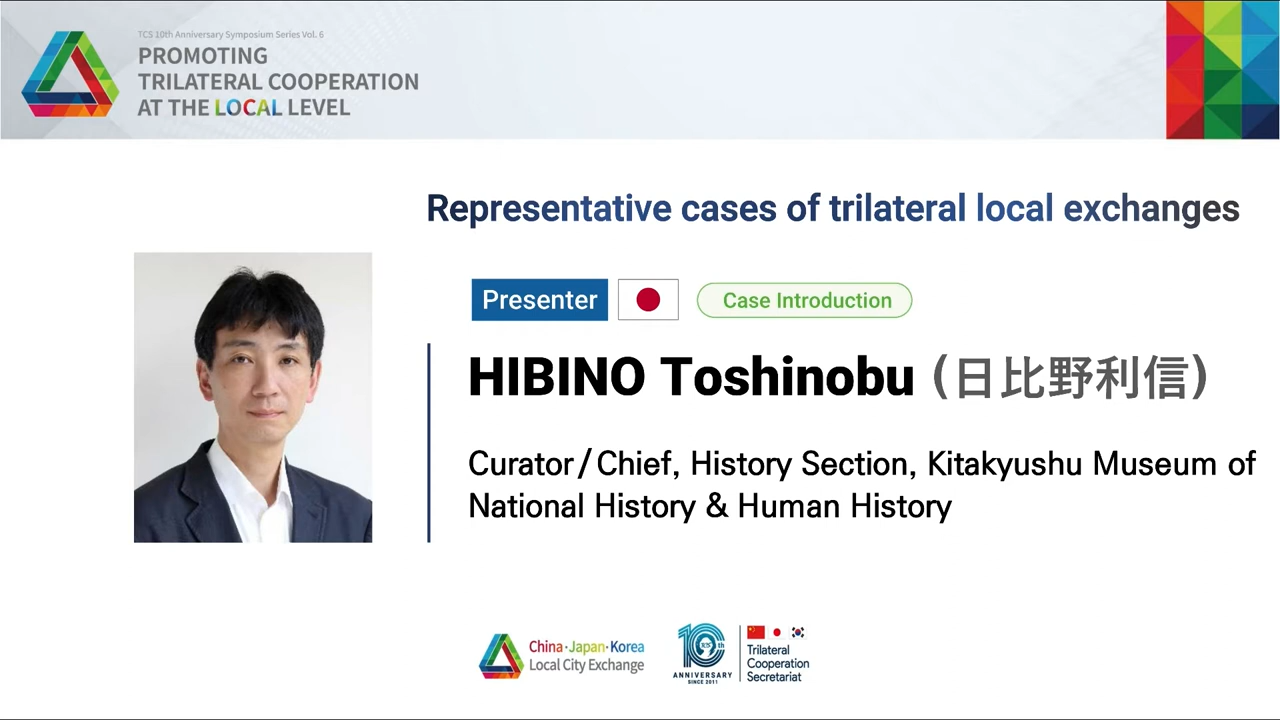 TCS 10th Anniversary Symposium Series Vol. 6
PROMOTING
TRILATERAL COOPERATION
AT THE LOCAL LEVEL
Representative cases of trilateral local exchanges
Presenter
Case Introduction
HIBINO Toshinobu (日比野利信)
Curator/Chief, History Section, Kitakyushu Museum of
National History & Human History
China·Japan·Korea
Local City Exchange
10th
TCS
ANNIVERSARY
SINCE 2011
Trilateral
Cooperation
Secretariat